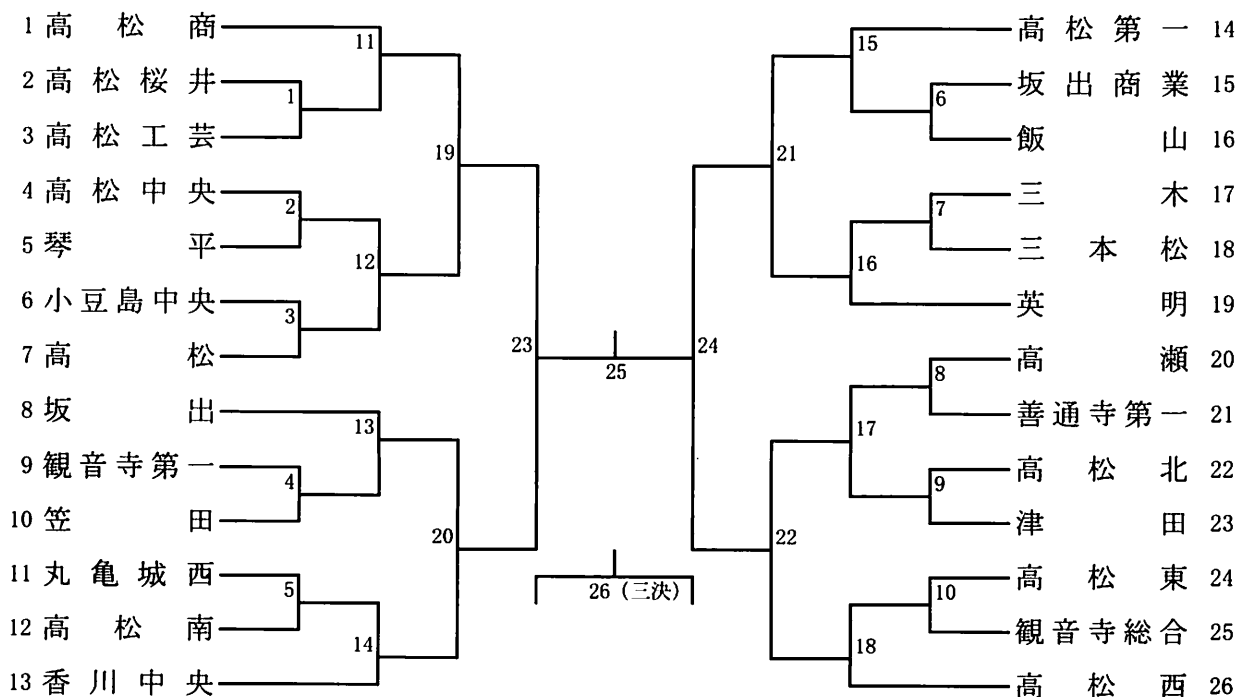 1 高松商
2 高松桜井
3 高松工芸
4 高松中央
5 琴平
6 小豆島中央
7 高松
8 坂出
9 観音寺第一
10 笠田
11 丸亀城西
12 高松南
13 香川中央
11
1
2
12
3
19
13
4
5
14
20
23
25
26 (三決)
24
21
15
6
7
16
8
17
9
22
10
18
高松第一 14
坂出商業 15
飯山 16
三木 17
三本松 18
英明 19
高瀬 20
善通寺第一 21
高松北 22
津田 23
高松東 24
観音寺総合 25
高松西 26